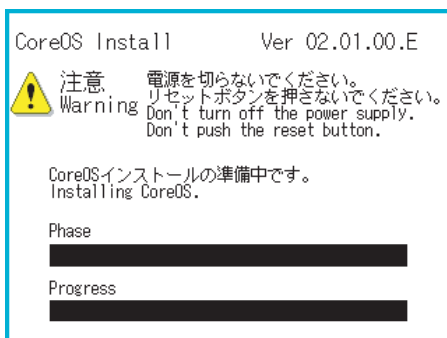 CoreOS Install Ver 02.01.00.E
注意 電源を切らないでください。
Warning リセットボタンを押さないでください。
Don't turn off the power supply.
Don't push the reset button.
CoreOSインストールの準備中です。
Installing CoreOS.
Phase
Progress